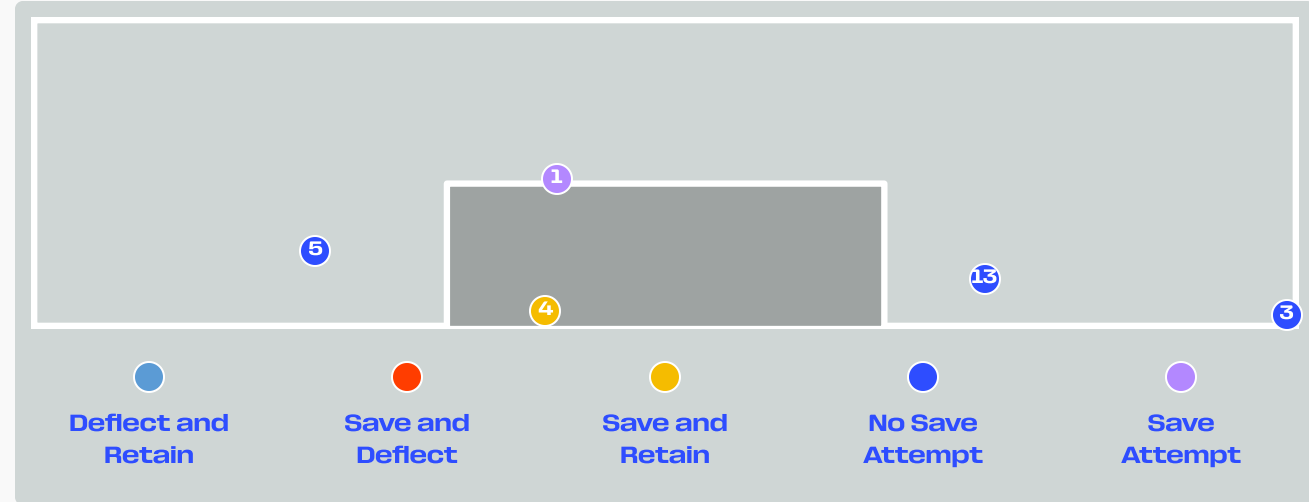 1
5
13
4
3
Deflect and
Retain
Save and
Deflect
Save and
Retain
No Save
Attempt
Save
Attempt